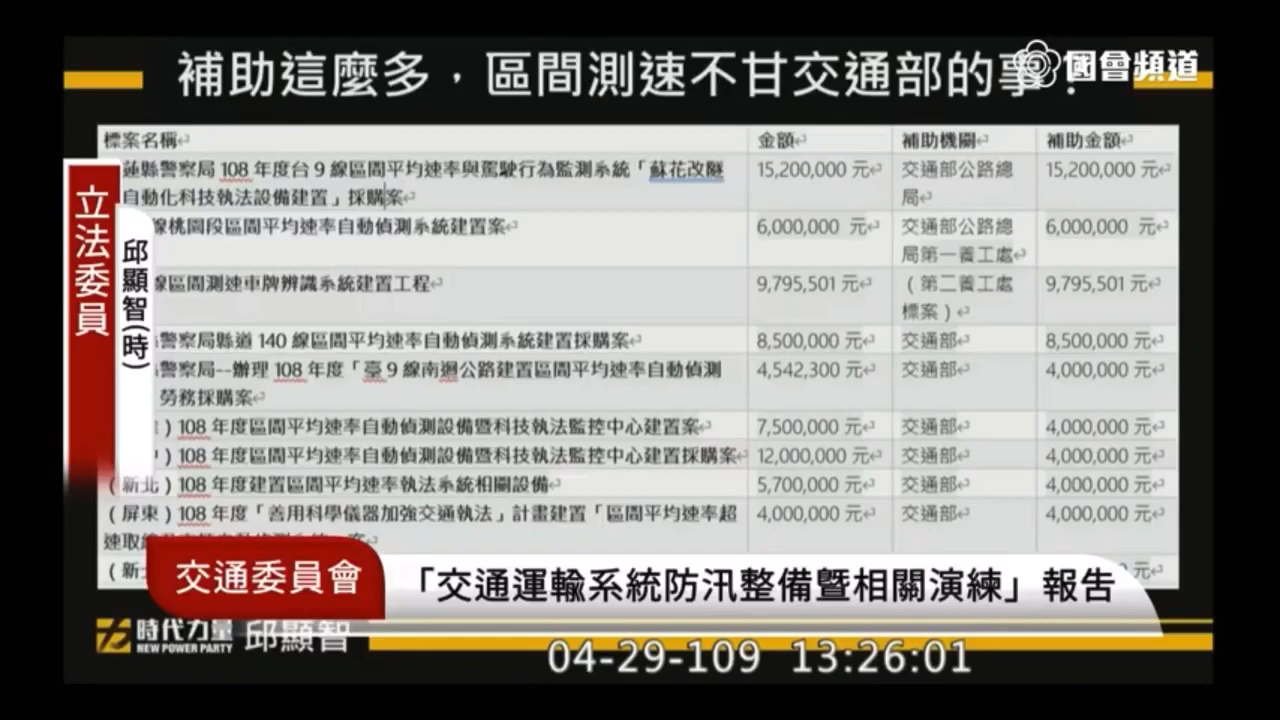 補助這麼多，區間測速不甘交通部的事！
國會頻道
標案名稱 金額 補助機關 補助金額
蓮縣警察局 108 年度台 9 線區間平均速率與駕駛行為監測系統「蘇花改隧 15,200,000 元 交通部公路總 15,200,000 元
自動化科技執法設備建置」採購案 局
線桃園段區間平均速率自動偵測系統建置案 6,000,000 元 交通部公路總 6,000,000 元
局第一養工處
線區間測速車牌辨識系統建置工程 9,795,501 元 （第二養工處 9,795,501 元
標案）
警察局縣道 140 線區間平均速率自動偵測系統建置採購案 8,500,000 元 交通部 8,500,000 元
警察局--辦理 108 年度「臺 9 線南迴公路建置區間平均速率自動偵測 4,542,300 元 交通部 4,000,000 元
勞務採購案
）108 年度區間平均速率自動偵測設備暨科技執法監控中心建置案 7,500,000 元 交通部 4,000,000 元
）108 年度區間平均速率自動偵測設備暨科技執法監控中心建置採購案 12,000,000 元 交通部 4,000,000 元
（新北）108 年度建置區間平均速率執法系統相關設備 5,700,000 元 交通部 4,000,000 元
（屏東）108 年度「善用科學儀器加強交通執法」計畫建置「區間平均速率超 4,000,000 元 交通部 4,000,000 元
速取
（新 元
立法委員
邱顯智(時)
交通委員會
「交通運輸系統防汛整備暨相關演練」報告
時代力量 邱顯智
NEW POWER PARTY
04-29-109 13:26:01